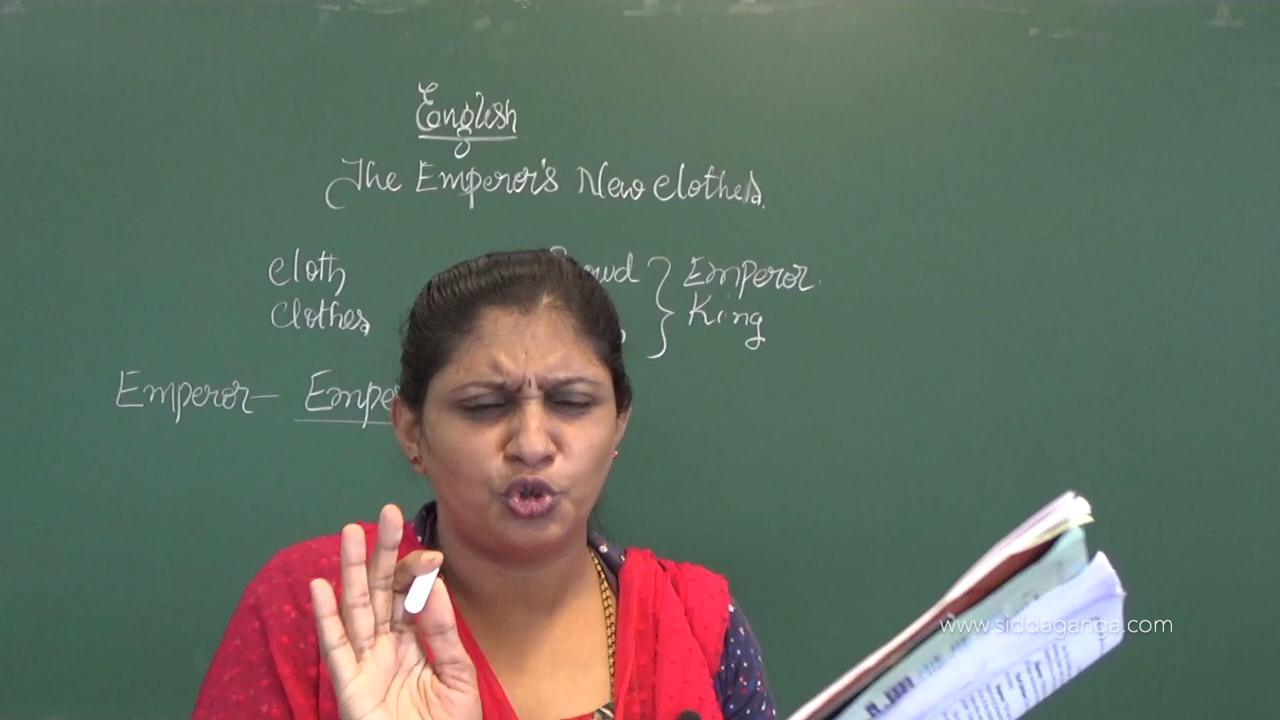 English
The Emperor's New Clothes.
cloth
Clothes
Emperor
King
Emperor —
www.siddaganga.com